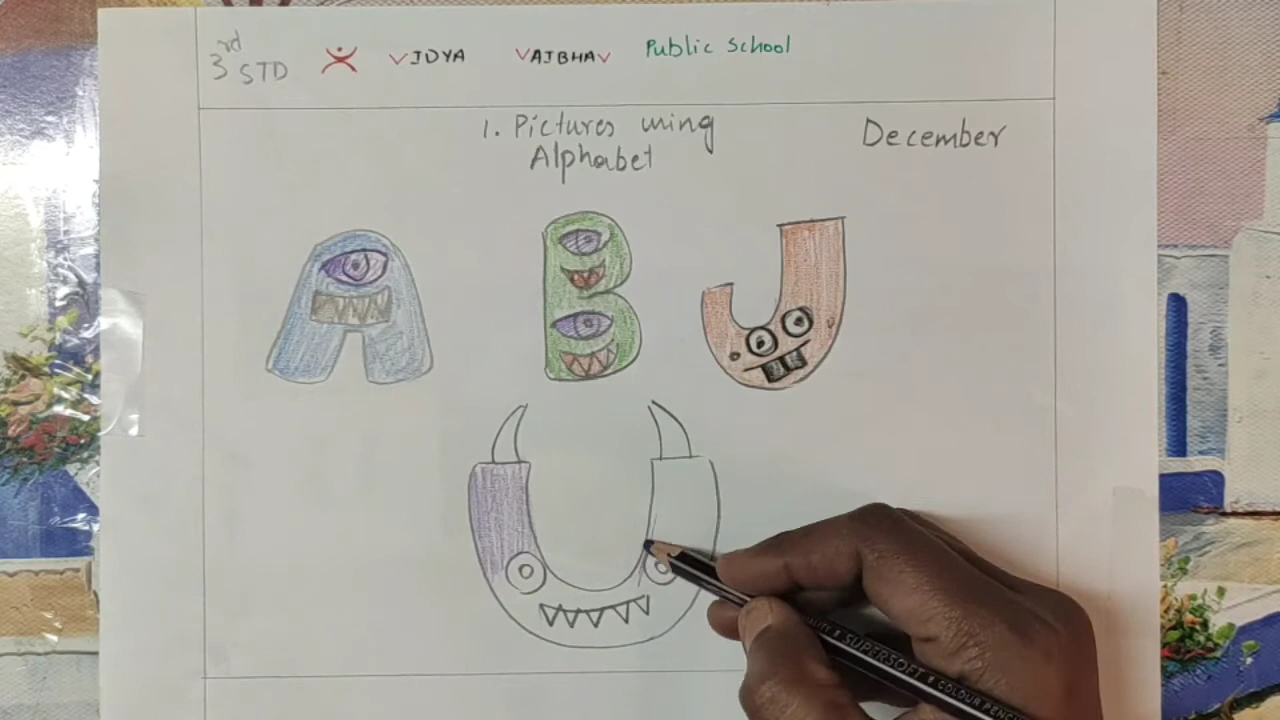 3rd STD VIDYA VAIBHAV Public School
1. Pictures using
Alphabet
December
A B J
U
SUPERSOFT COLOUR PENCIL